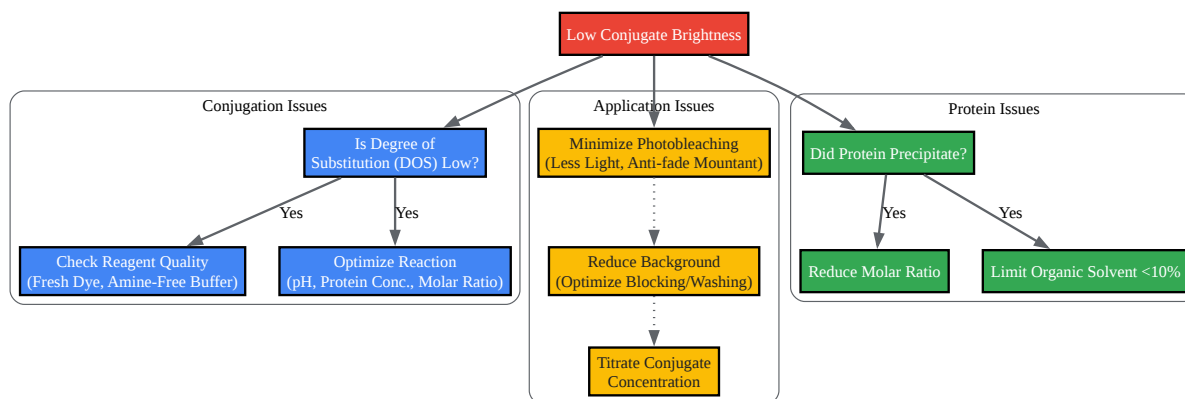 Low Conjugate Brightness
Conjugation Issues
Is Degree of
Substitution (DOS) Low?
Yes
Yes
Check Reagent Quality
(Fresh Dye, Amine-Free Buffer)
Optimize Reaction
(pH, Protein Conc., Molar Ratio)
Application Issues
Minimize Photobleaching
(Less Light, Anti-fade Mountant)
Reduce Background
(Optimize Blocking/Washing)
Titrate Conjugate
Concentration
Protein Issues
Did Protein Precipitate?
Yes
Yes
Reduce Molar Ratio
Limit Organic Solvent <10%